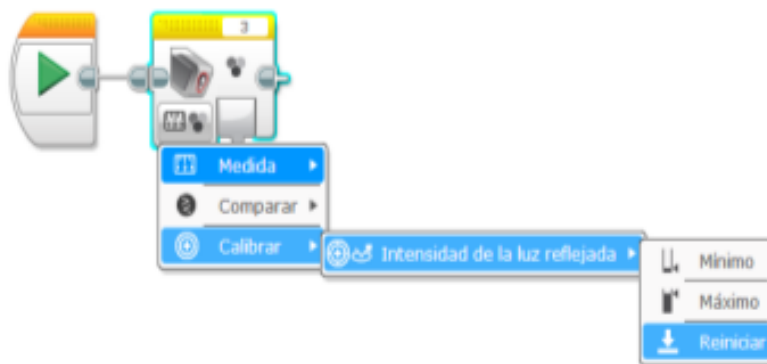 3
Medida
Comparar
Calibrar
Intensidad de la luz reflejada
Mínimo
Máximo
Reiniciar